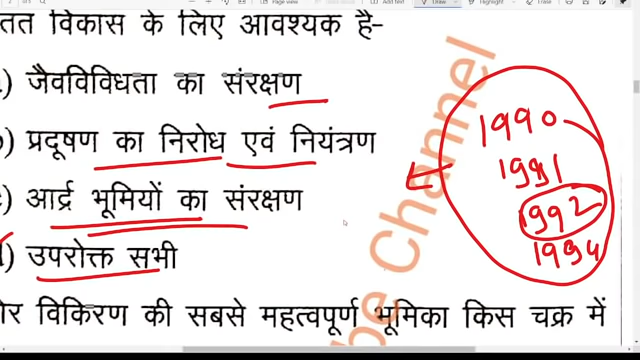 Page view
Add text
Draw
Highlight
Erase
तत विकास के लिए आवश्यक है-
) जैवविविधता का संरक्षण
) प्रदूषण का निरोध एवं नियंत्रण
) आर्द्र भूमियों का संरक्षण
) उपरोक्त सभी
ौर विकिरण की सबसे महत्वपूर्ण भूमिका किस चक्र में
1990
1991
1992
1994
be Channel